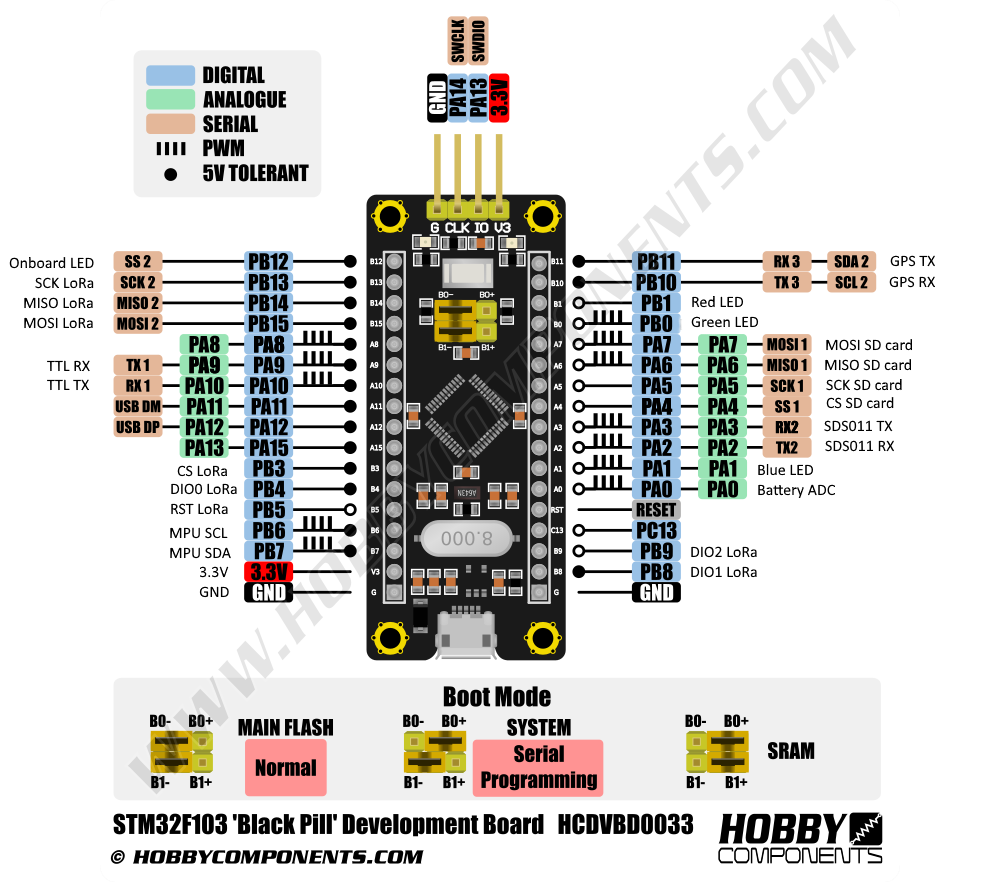 SWCLK SWDIO
GND PA14 PA13 3.3V
DIGITAL
ANALOGUE
SERIAL
PWM
5V TOLERANT
G CLK IO V3
Onboard LED SS 2 PB12 B12 B11 PB11 RX 3 SDA 2 GPS TX
SCK LoRa SCK 2 PB13 B13 B10 PB10 TX 3 SCL 2 GPS RX
MISO LoRa MISO 2 PB14 B14 B0- B0+ B1 PB1 Red LED
MOSI LoRa MOSI 2 PB15 B15 B0 PB0 Green LED
PA8 PA8 A8 B1- B1+ A7 PA7 PA7 MOSI 1 MOSI SD card
TTL RX TX 1 PA9 PA9 A9 A6 PA6 PA6 MISO 1 MISO SD card
TTL TX RX 1 PA10 PA10 A10 A5 PA5 PA5 SCK 1 SCK SD card
USB DM PA11 PA11 A11 A4 PA4 PA4 SS 1 CS SD card
USB DP PA12 PA12 A12 A3 PA3 PA3 RX2 SDS011 TX
PA13 PA15 A15 A2 PA2 PA2 TX2 SDS011 RX
CS LoRa PB3 B3 A1 PA1 PA1 Blue LED
DIO0 LoRa PB4 B4 A0 PA0 PA0 Battery ADC
RST LoRa PB5 B5 RST RESET
MPU SCL PB6 B6 8.000 C13 PC13
MPU SDA PB7 B7 B9 PB9 DIO2 LoRa
3.3V 3.3V V3 B8 PB8 DIO1 LoRa
GND GND G G GND
WWW.HOBBYCOMPONENTS.COM
Boot Mode
B0- B0+ MAIN FLASH B0- B0+ SYSTEM B0- B0+
Normal Serial Programming SRAM
B1- B1+ B1- B1+ B1- B1+
STM32F103 'Black Pill' Development Board HCDVBD0033
© HOBBYCOMPONENTS.COM
HOBBY
COMPONENTS